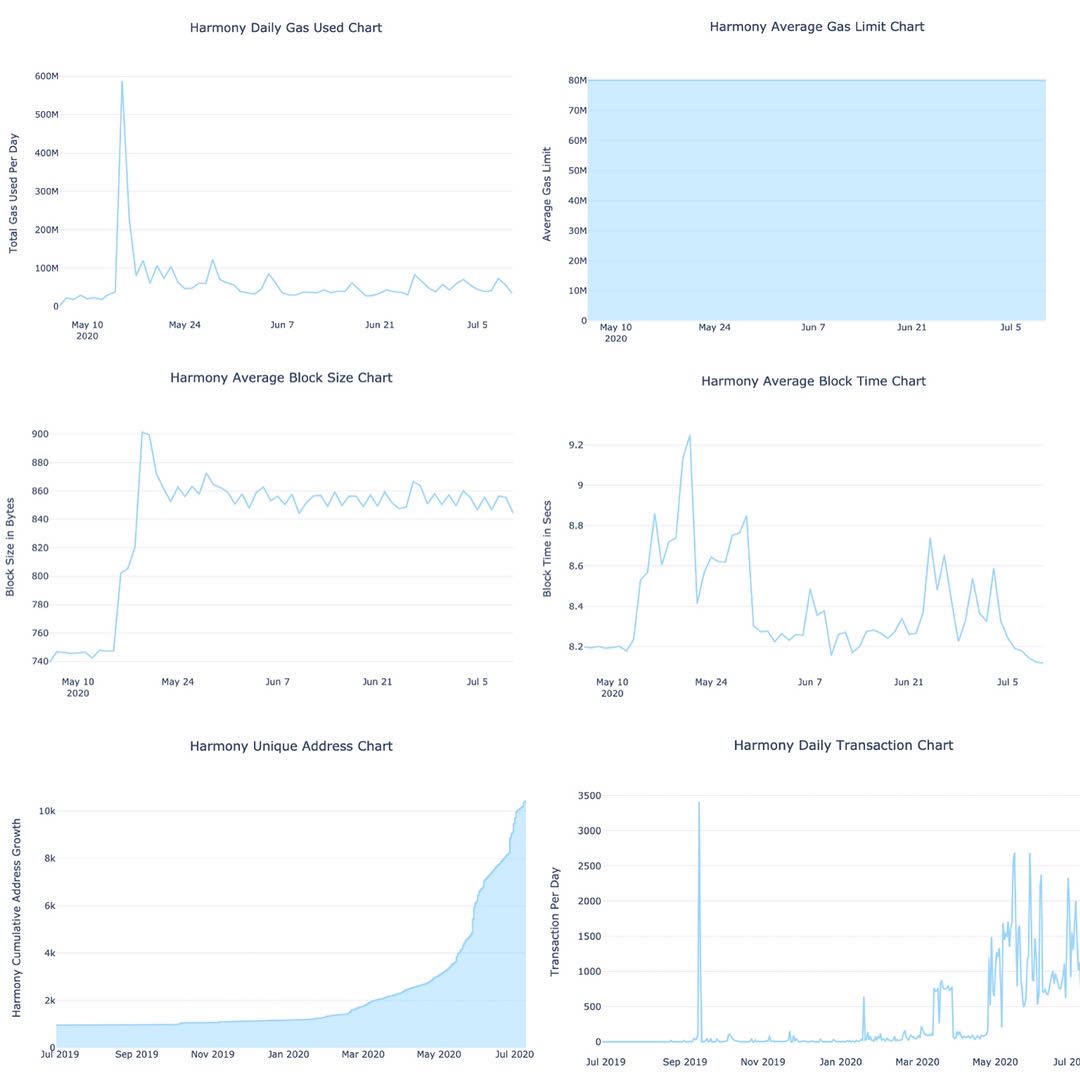 Harmony Daily Gas Used Chart
Total Gas Used Per Day
600M
500M
400M
300M
200M
100M
0
May 10 May 24 Jun 7 Jun 21 Jul 5
2020
Harmony Average Gas Limit Chart
Average Gas Limit
80M
70M
60M
50M
40M
30M
20M
10M
0
May 10 May 24 Jun 7 Jun 21 Jul 5
2020
Harmony Average Block Size Chart
Block Size in Bytes
900
880
860
840
820
800
780
760
740
May 10 May 24 Jun 7 Jun 21 Jul 5
2020
Harmony Average Block Time Chart
Block Time in Secs
9.2
9
8.8
8.6
8.4
8.2
May 10 May 24 Jun 7 Jun 21 Jul 5
2020
Harmony Unique Address Chart
Harmony Cumulative Address Growth
10k
8k
6k
4k
2k
0
Jul 2019 Sep 2019 Nov 2019 Jan 2020 Mar 2020 May 2020 Jul 2020
Harmony Daily Transaction Chart
Transaction Per Day
3500
3000
2500
2000
1500
1000
500
0
Jul 2019 Sep 2019 Nov 2019 Jan 2020 Mar 2020 May 2020 Jul 20